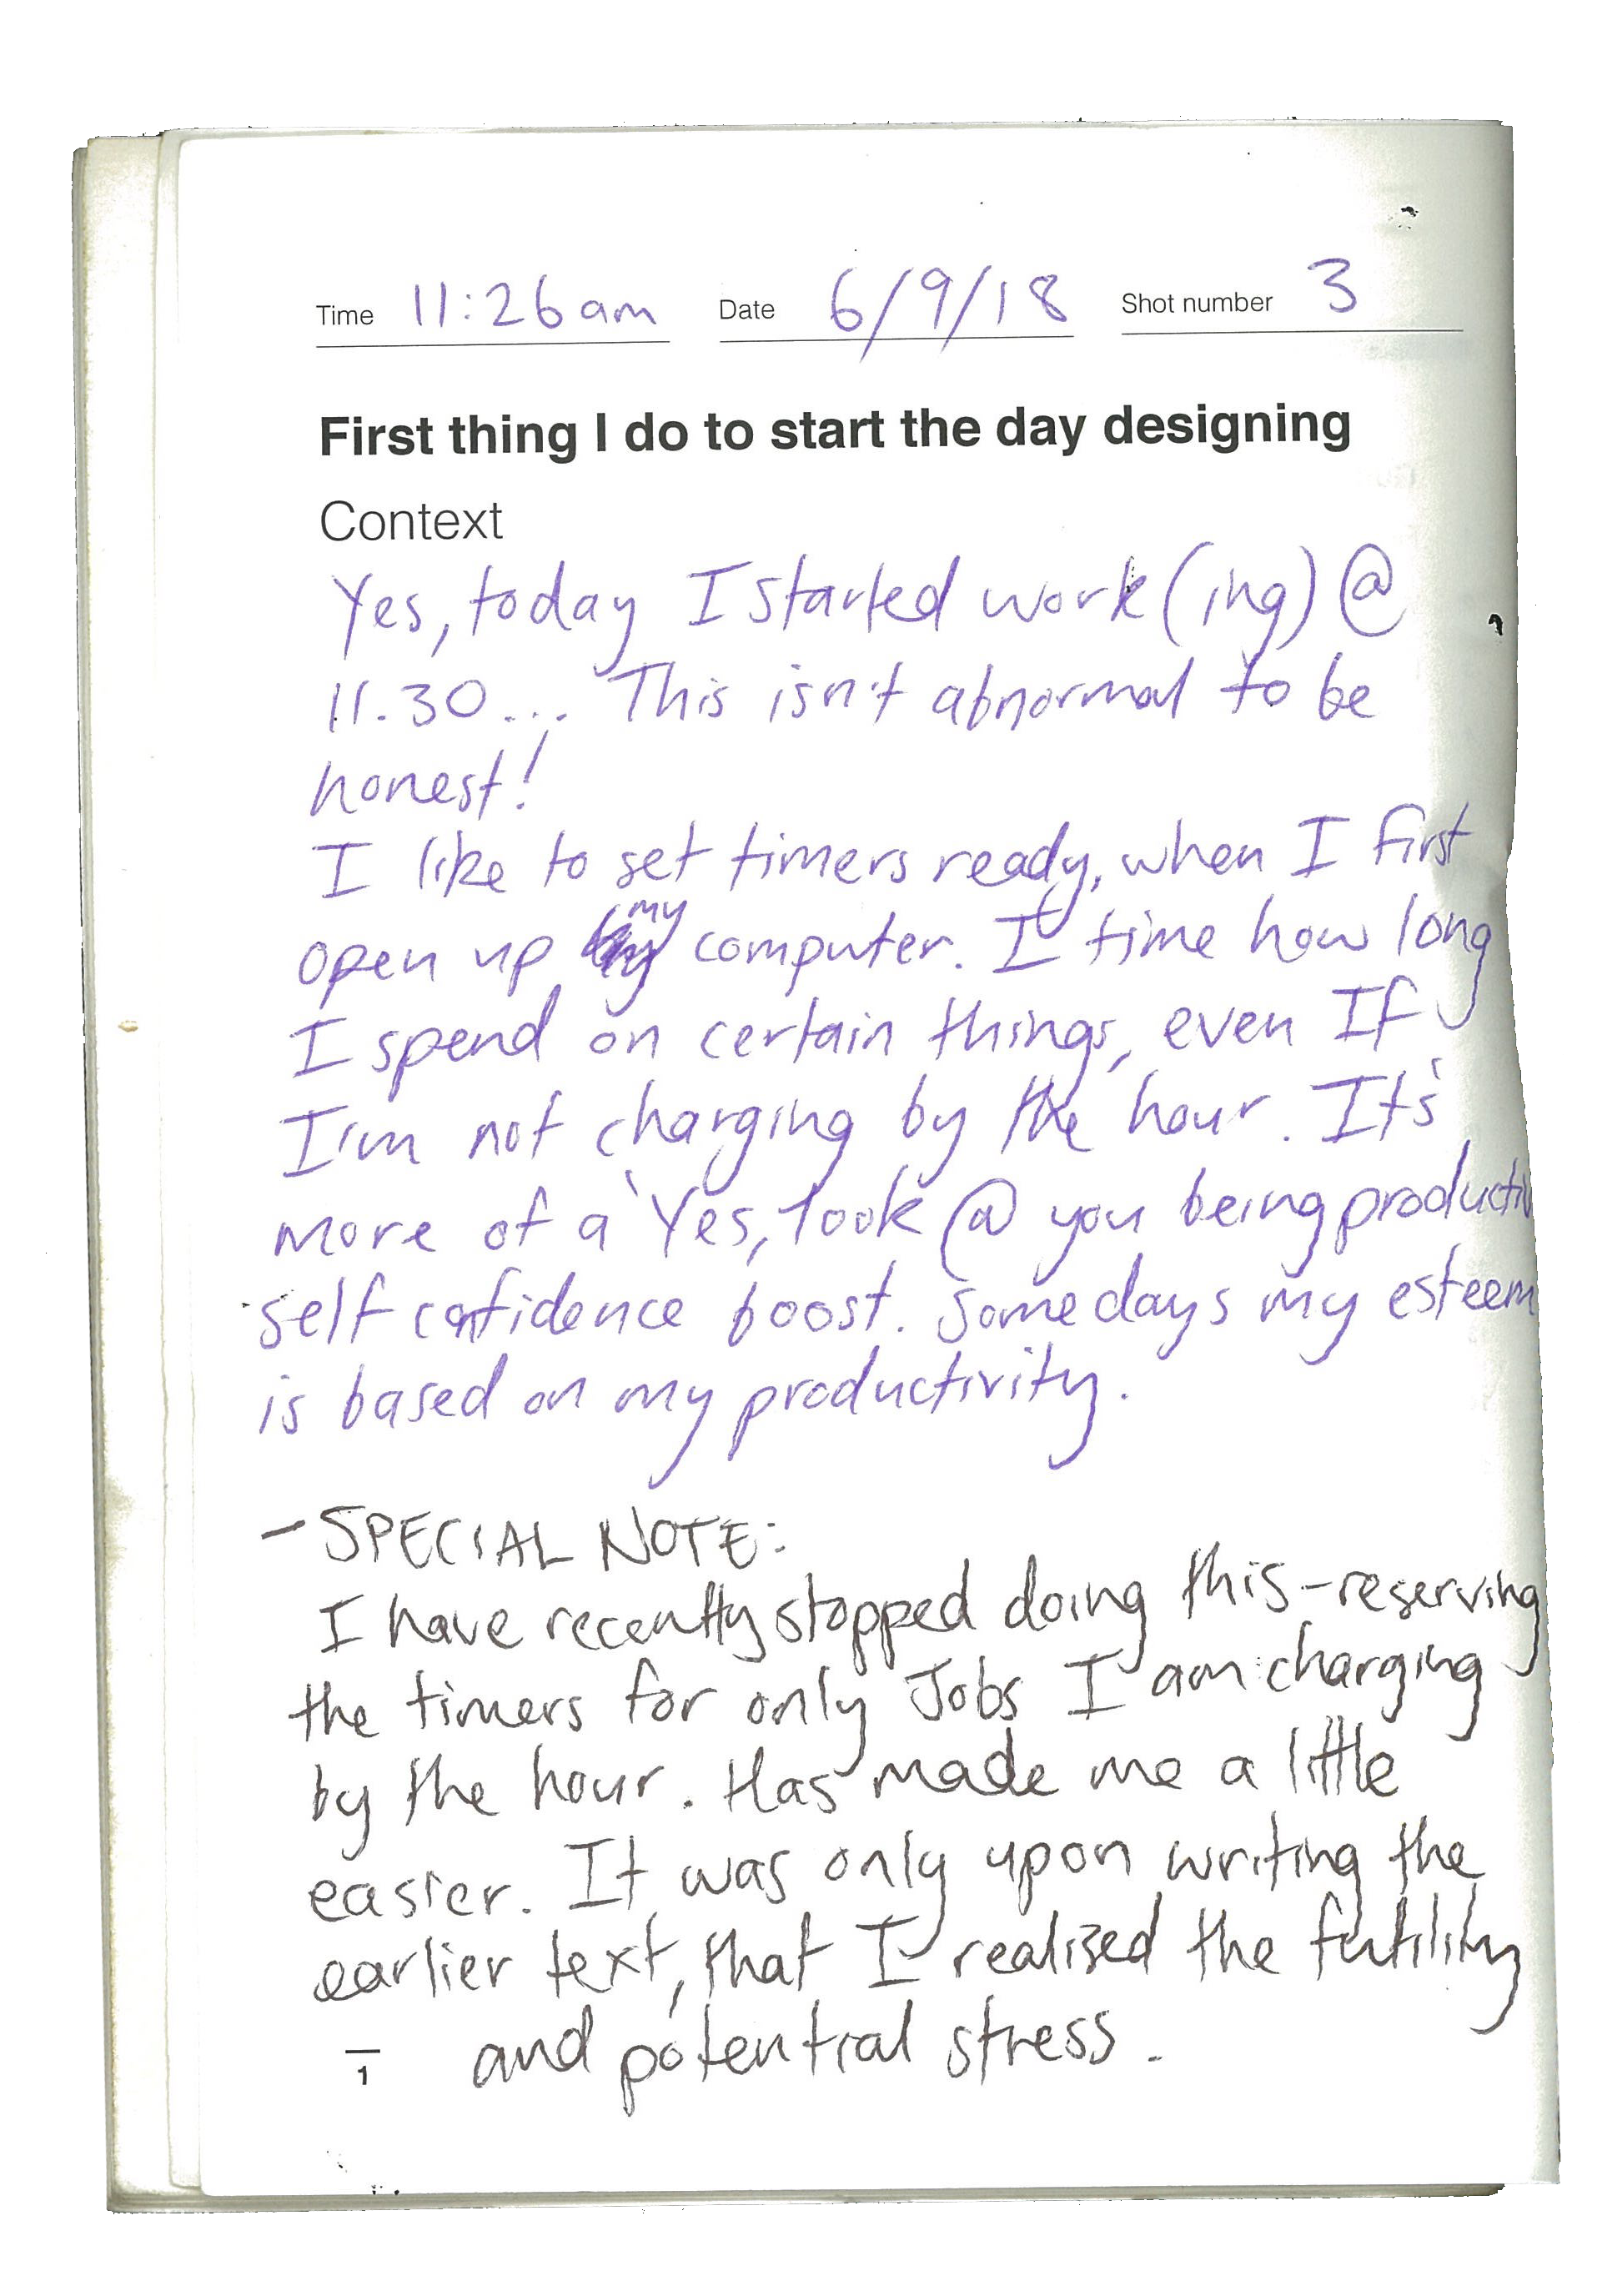 Time 11:26am Date 6/9/18 Shot number 3
First thing I do to start the day designing
Context
Yes, today I started work(ing) @
11.30... This isn't abnormal to be
honest!
I like to set timers ready, when I first
open up my computer. I time how long
I spend on certain things, even If
I'm not charging by the hour. It's
more of a 'Yes, look @ you being producti
self confidence boost. Some days my esteem
is based on my productivity.
- SPECIAL NOTE:
I have recently stopped doing this - reserving
the timers for only Jobs I am charging
by the hour. Has made me a little
easier. It was only upon writing the
earlier text, that I realised the futility
and potential stress.
1